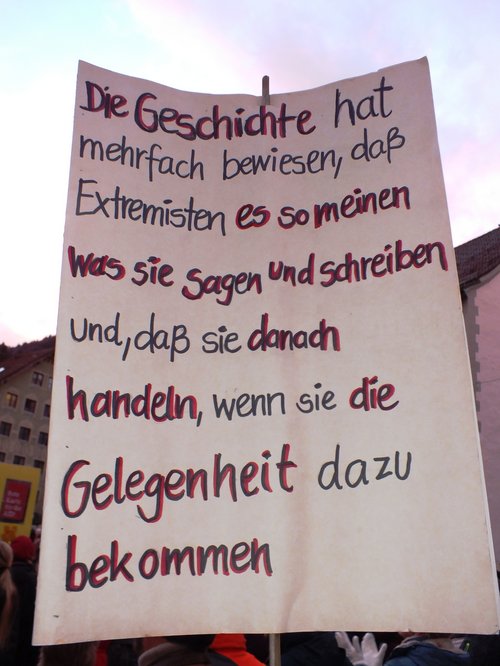 Die Geschichte hat
mehrfach bewiesen, daß
Extremisten es so meinen
was sie sagen und schreiben
und, daß sie danach
handeln, wenn sie die
Gelegenheit dazu
bekommen